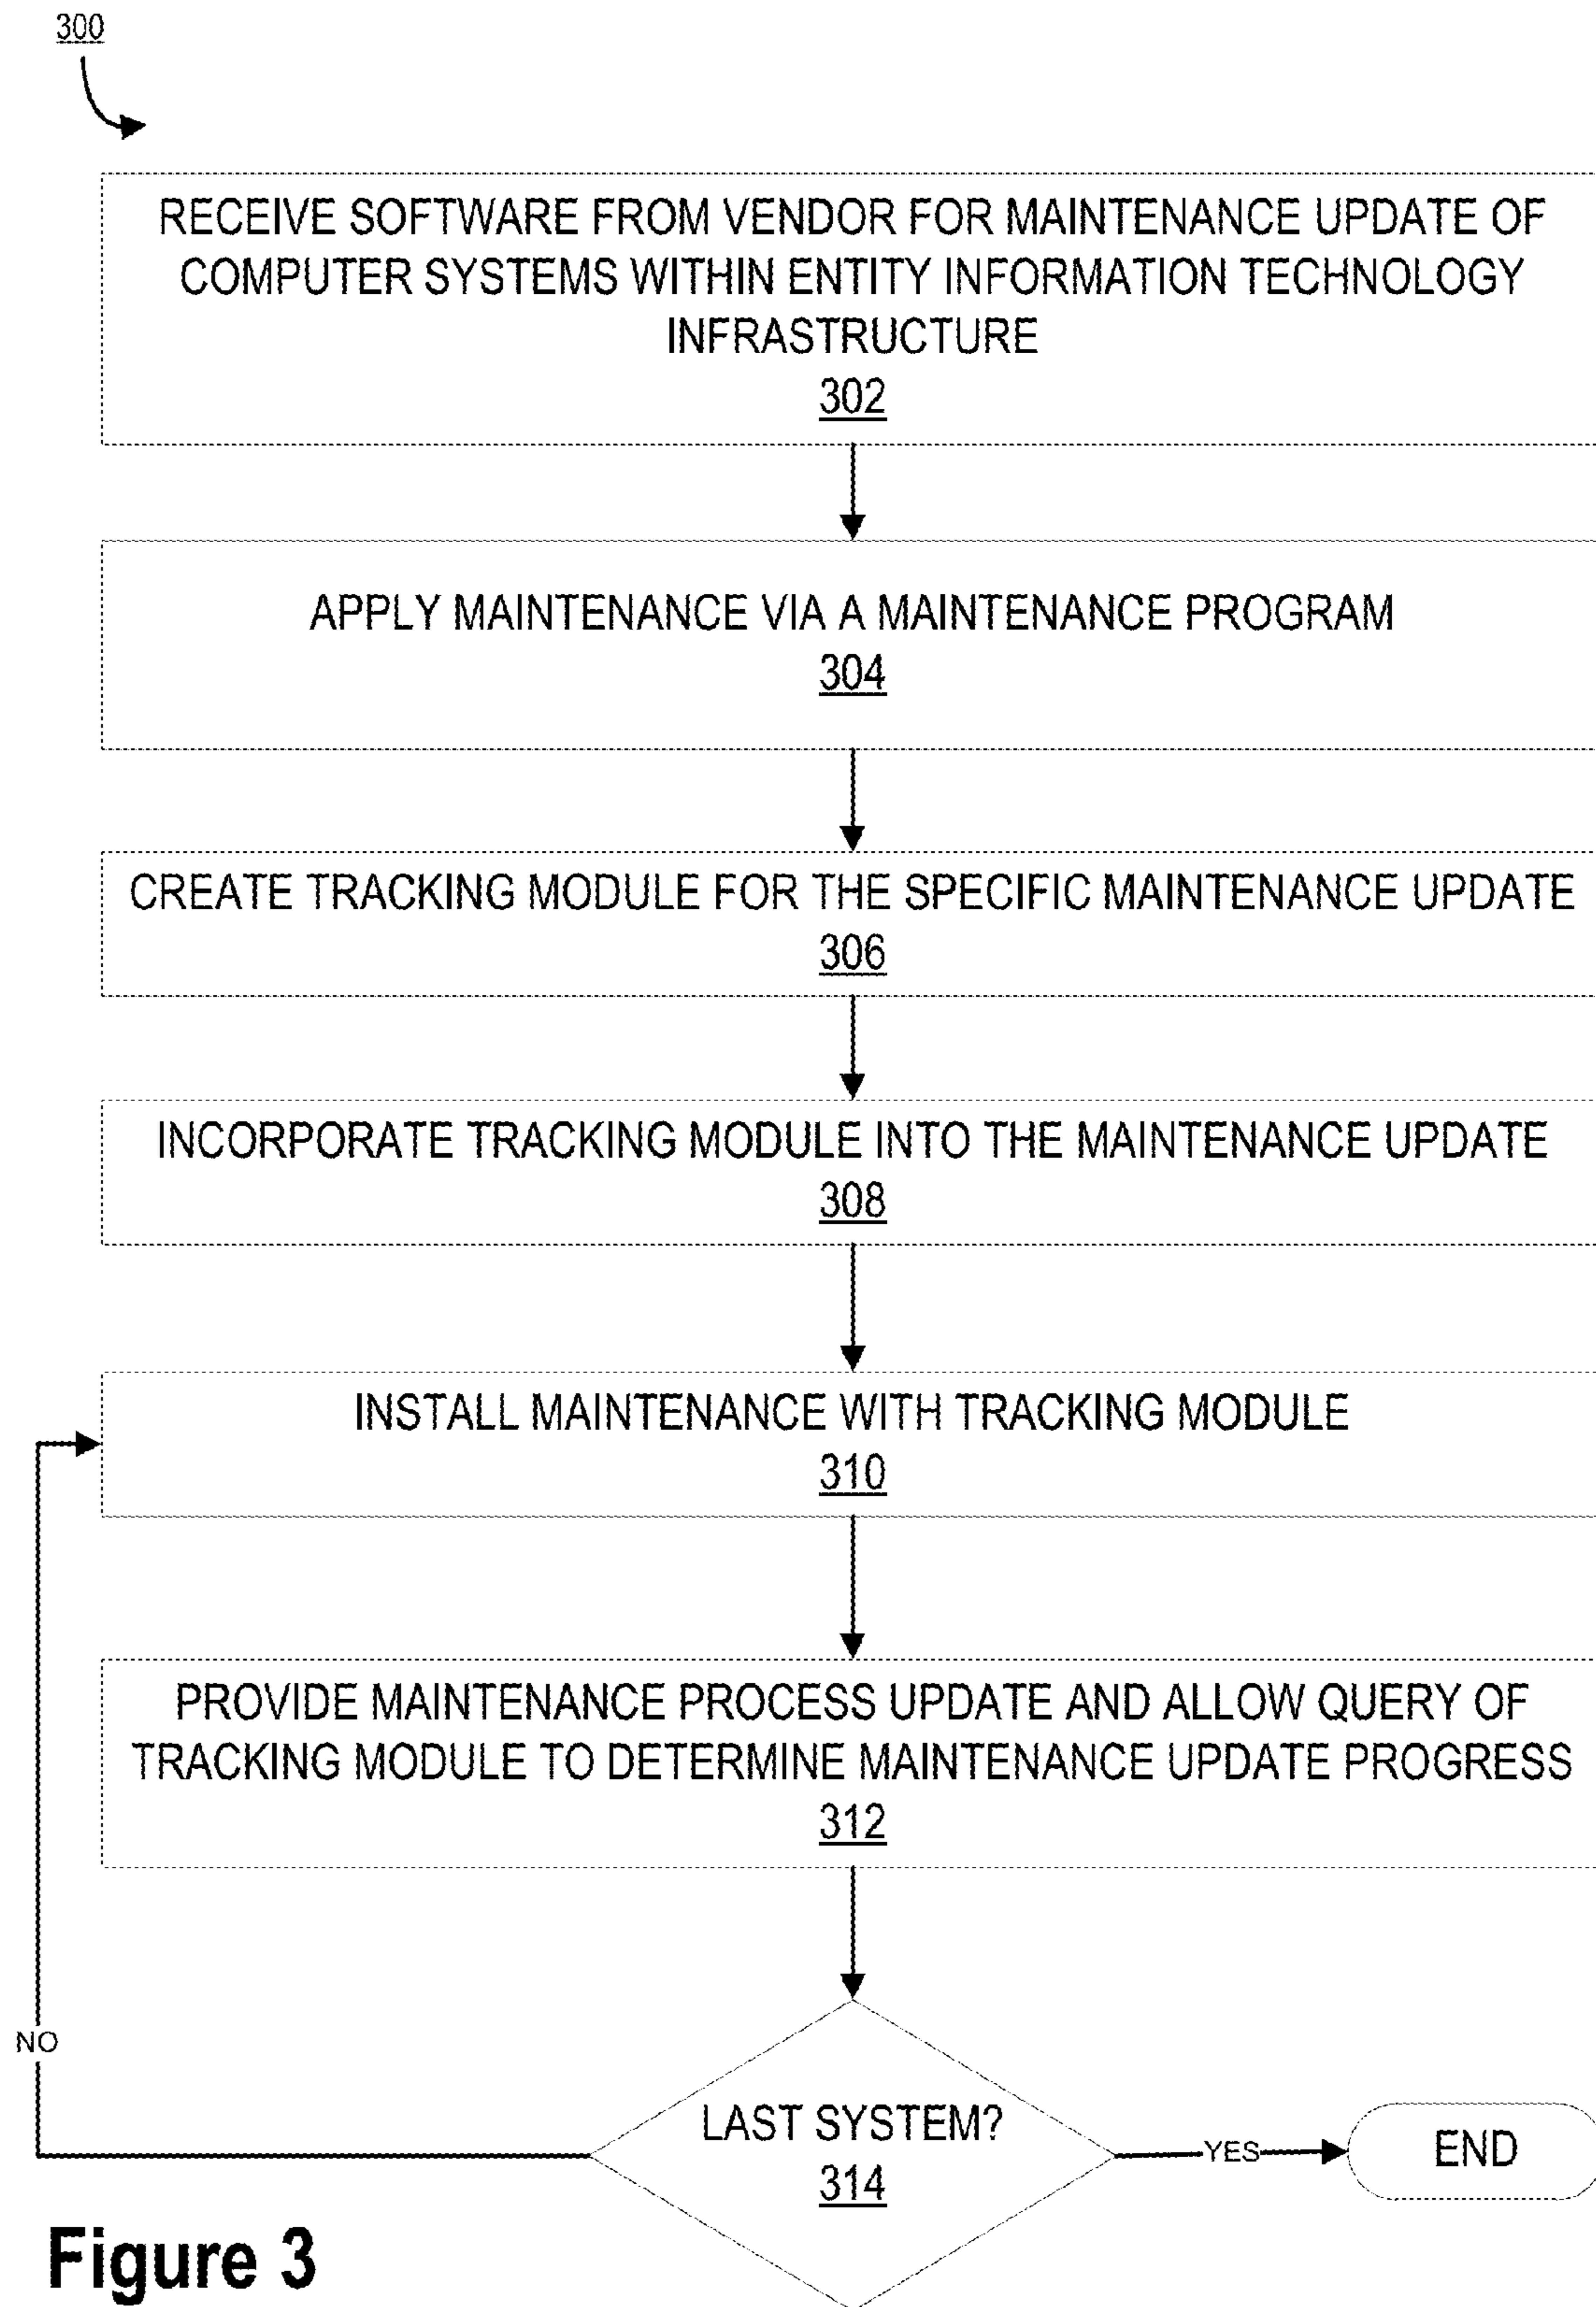 300
RECEIVE SOFTWARE FROM VENDOR FOR MAINTENANCE UPDATE OF
COMPUTER SYSTEMS WITHIN ENTITY INFORMATION TECHNOLOGY
INFRASTRUCTURE
302
APPLY MAINTENANCE VIA A MAINTENANCE PROGRAM
304
CREATE TRACKING MODULE FOR THE SPECIFIC MAINTENANCE UPDATE
306
INCORPORATE TRACKING MODULE INTO THE MAINTENANCE UPDATE
308
INSTALL MAINTENANCE WITH TRACKING MODULE
310
PROVIDE MAINTENANCE PROCESS UPDATE AND ALLOW QUERY OF
TRACKING MODULE TO DETERMINE MAINTENANCE UPDATE PROGRESS
312
NO
LAST SYSTEM?
314
YES
END
Figure 3